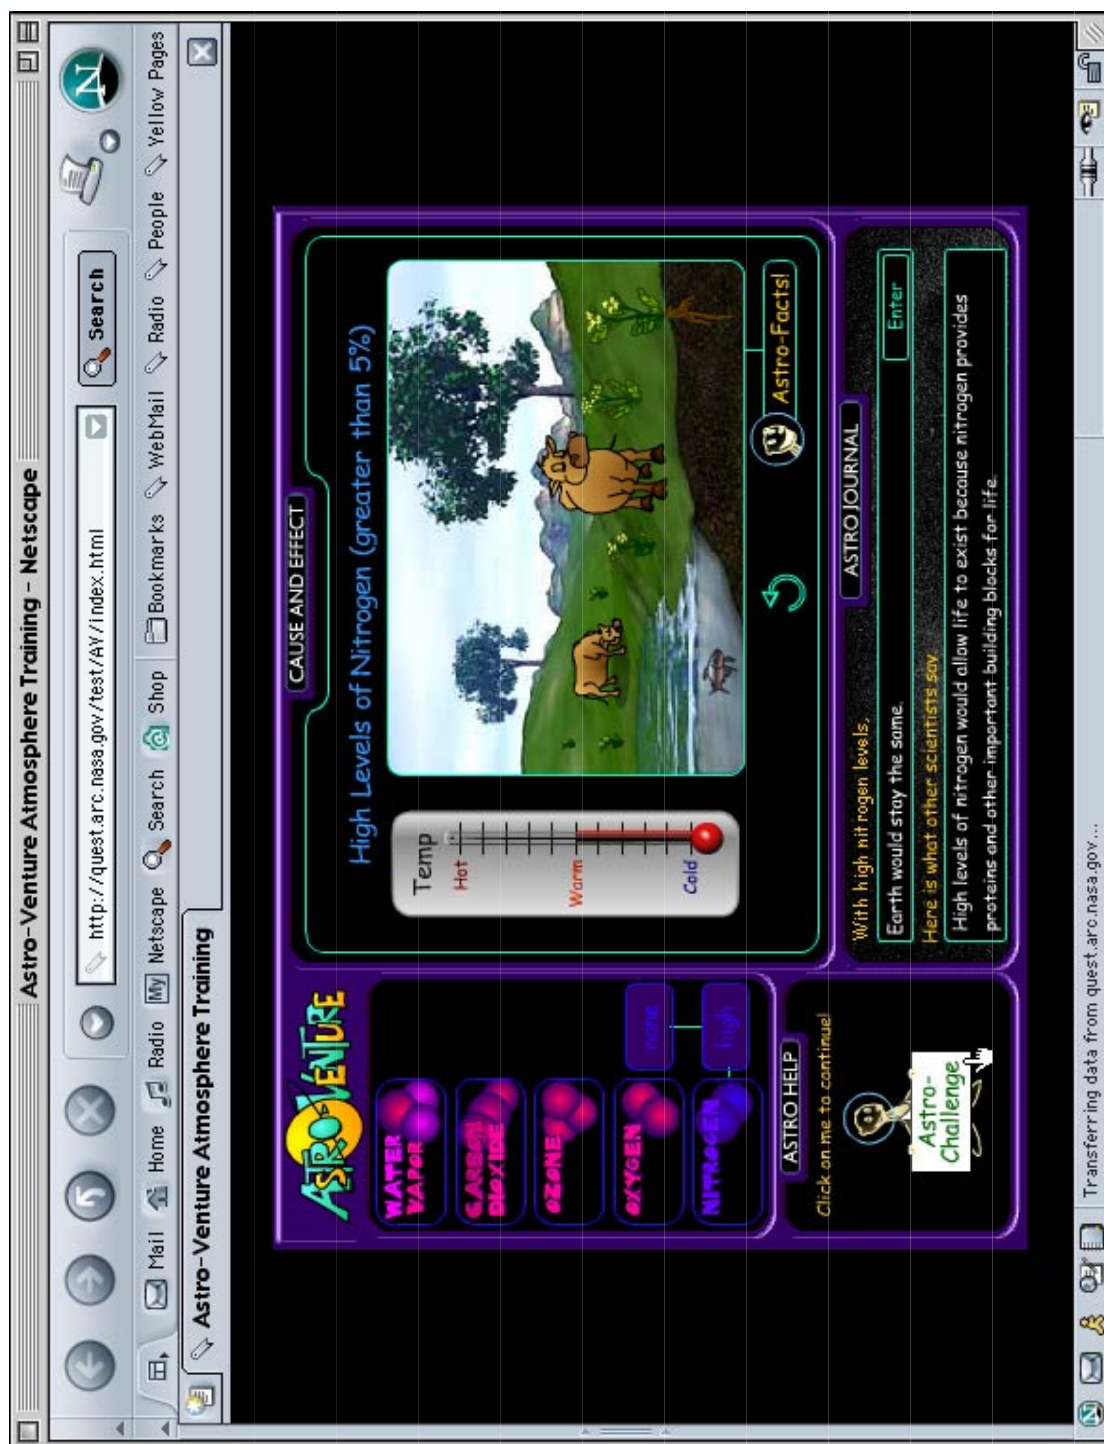 Astro-Venture Atmosphere Training - Netscape
http://quest.arc.nasa.gov/test/AV/index.html
Search
N
Mail Home Radio My Netscape Search Shop Bookmarks WebMail Radio People Yellow Pages
Astro-Venture Atmosphere Training
ASTRO-VENTURE
WATER
VAPOR
CARBON
DIOXIDE
OZONE
OXYGEN
NITROGEN
none
high
CAUSE AND EFFECT
High Levels of Nitrogen (greater than 5%)
Temp
Hot
Warm
Cold
Astro-Facts!
ASTRO HELP
Click on me to continue!
Astro-
Challenge
ASTRO JOURNAL
With high nit rogen levels,
Earth would stay the same.
Enter
Here is what other scientists say.
High levels of nitrogen would allow life to exist because nitrogen provides
proteins and other important building blocks for life.
Transferring data from quest.arc.nasa.gov...